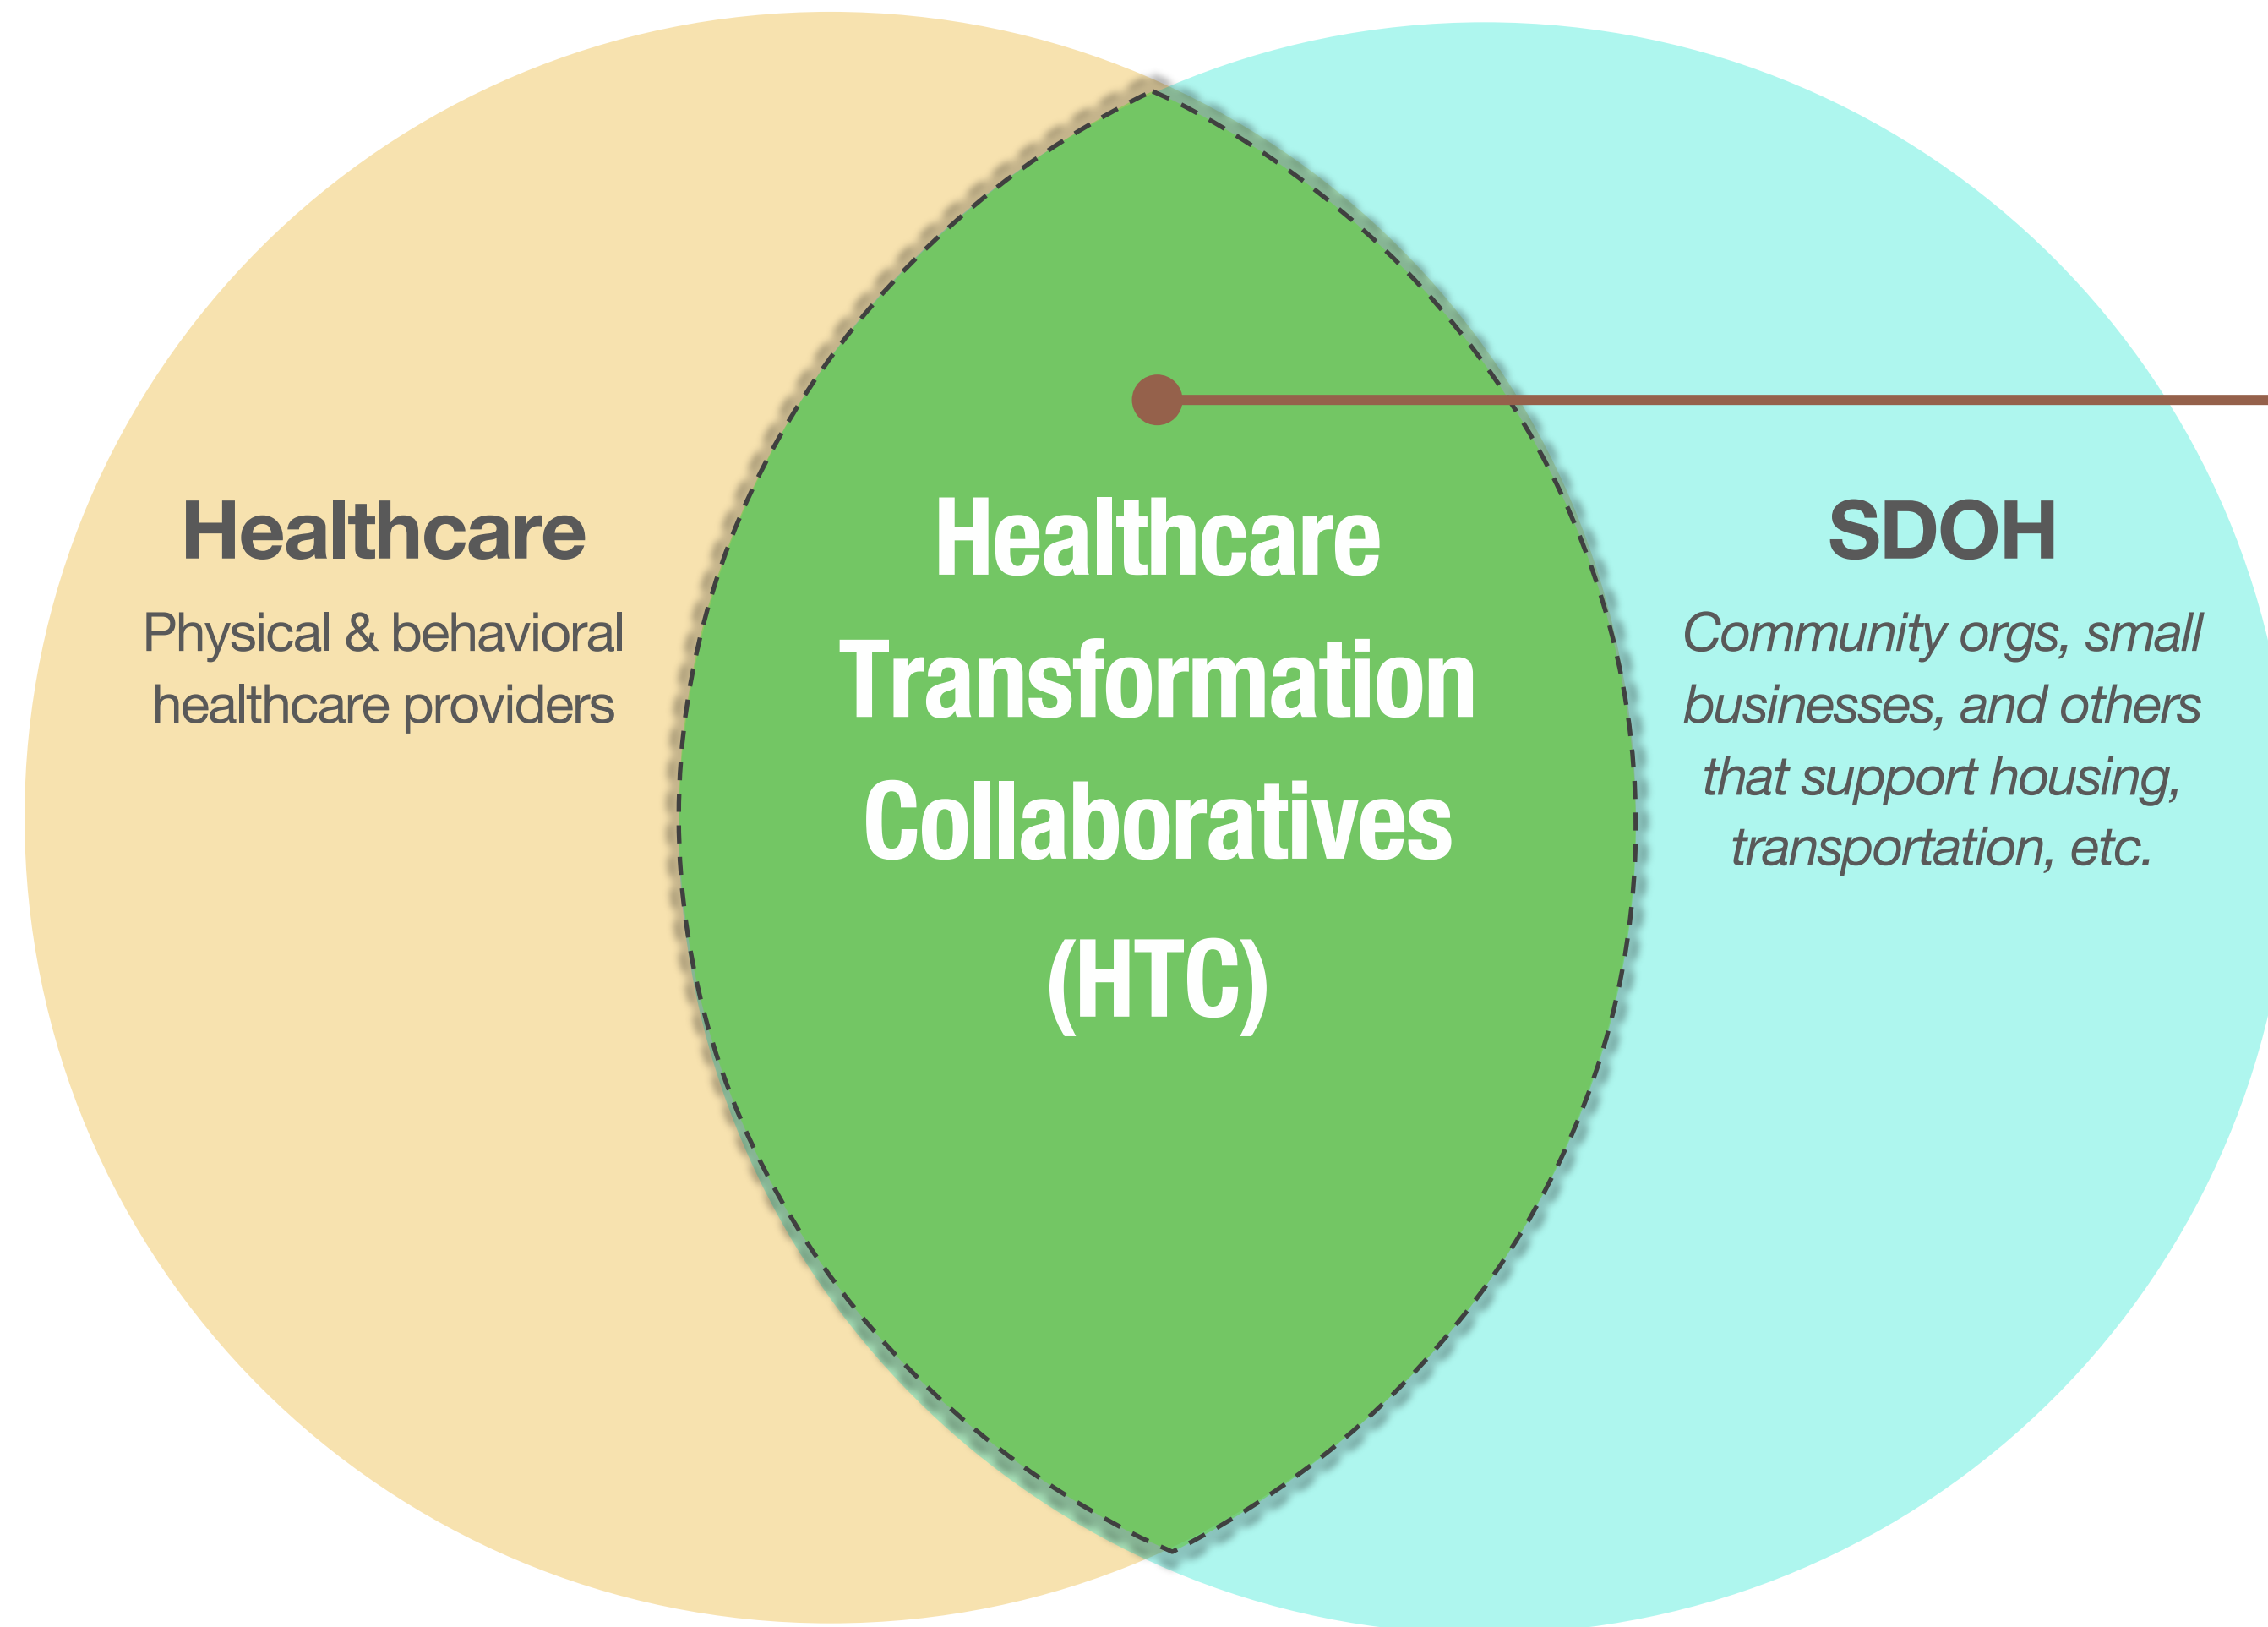 Healthcare
Physical & behavioral
healthcare providers
Healthcare
Transformation
Collaboratives
(HTC)
SDOH
Community orgs, small
businesses, and others
that support housing,
transportation, etc.